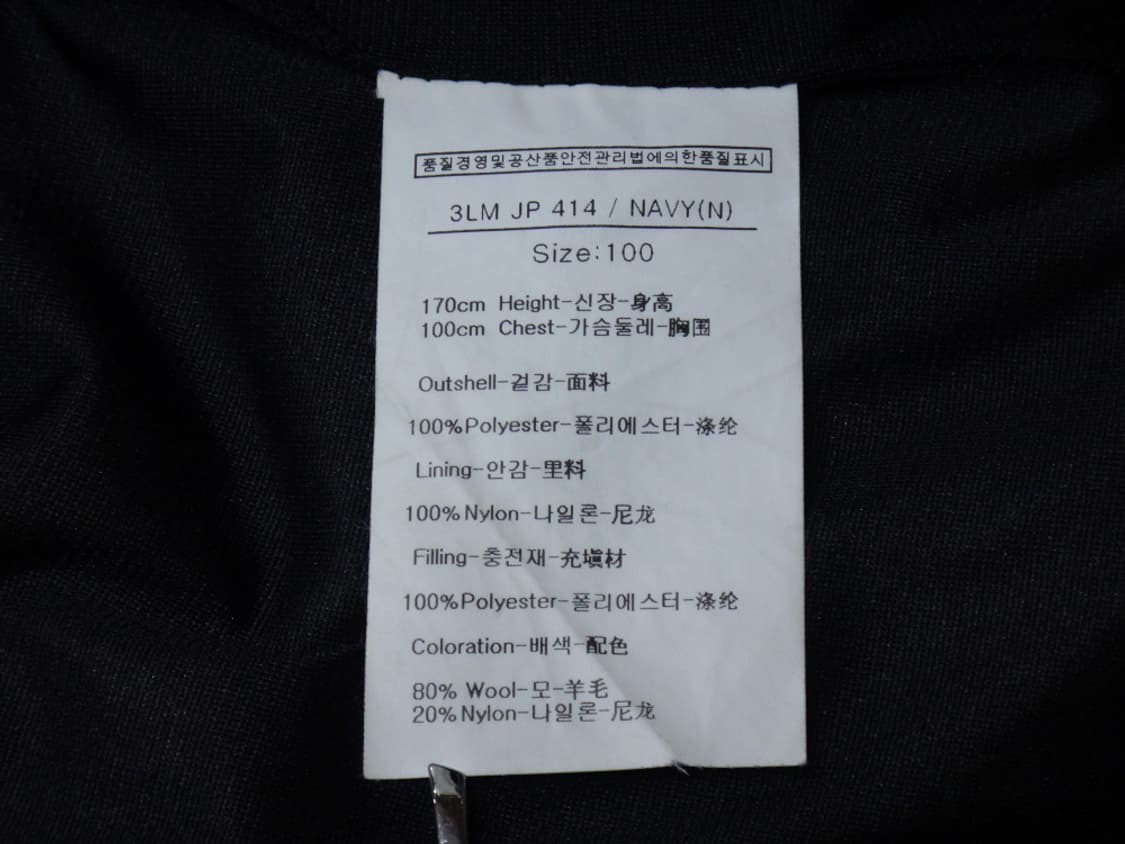 품질경영및공산품안전관리법에의한품질표시
3LM JP 414 / NAVY(N)
Size:100
170cm Height-신장-身高
100cm Chest-가슴둘레-胸围
Outshell-겉감-面料
100%Polyester-폴리에스터-涤纶
Lining-안감-里料
100%Nylon-나일론-尼龙
Filling-충전재-充塡材
100%Polyester-폴리에스터-涤纶
Coloration-배색-配色
80% Wool-모-羊毛
20%Nylon-나일론-尼龙